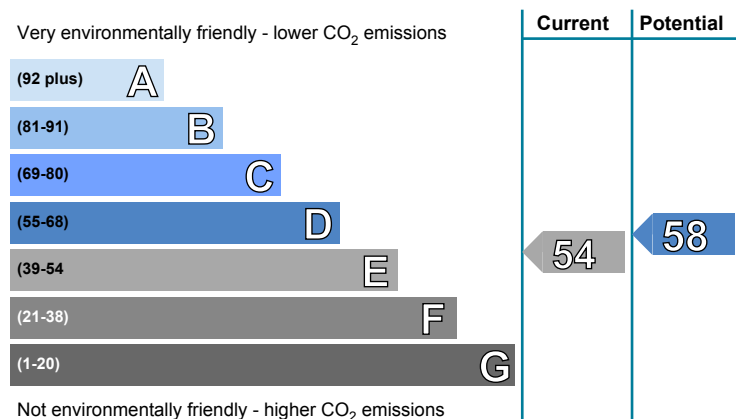 Current Potential
Very environmentally friendly - lower CO₂ emissions
(92 plus) A
(81-91) B
(69-80) C
(55-68) D
(39-54 E
54
58
(21-38) F
(1-20) G
Not environmentally friendly - higher CO₂ emissions